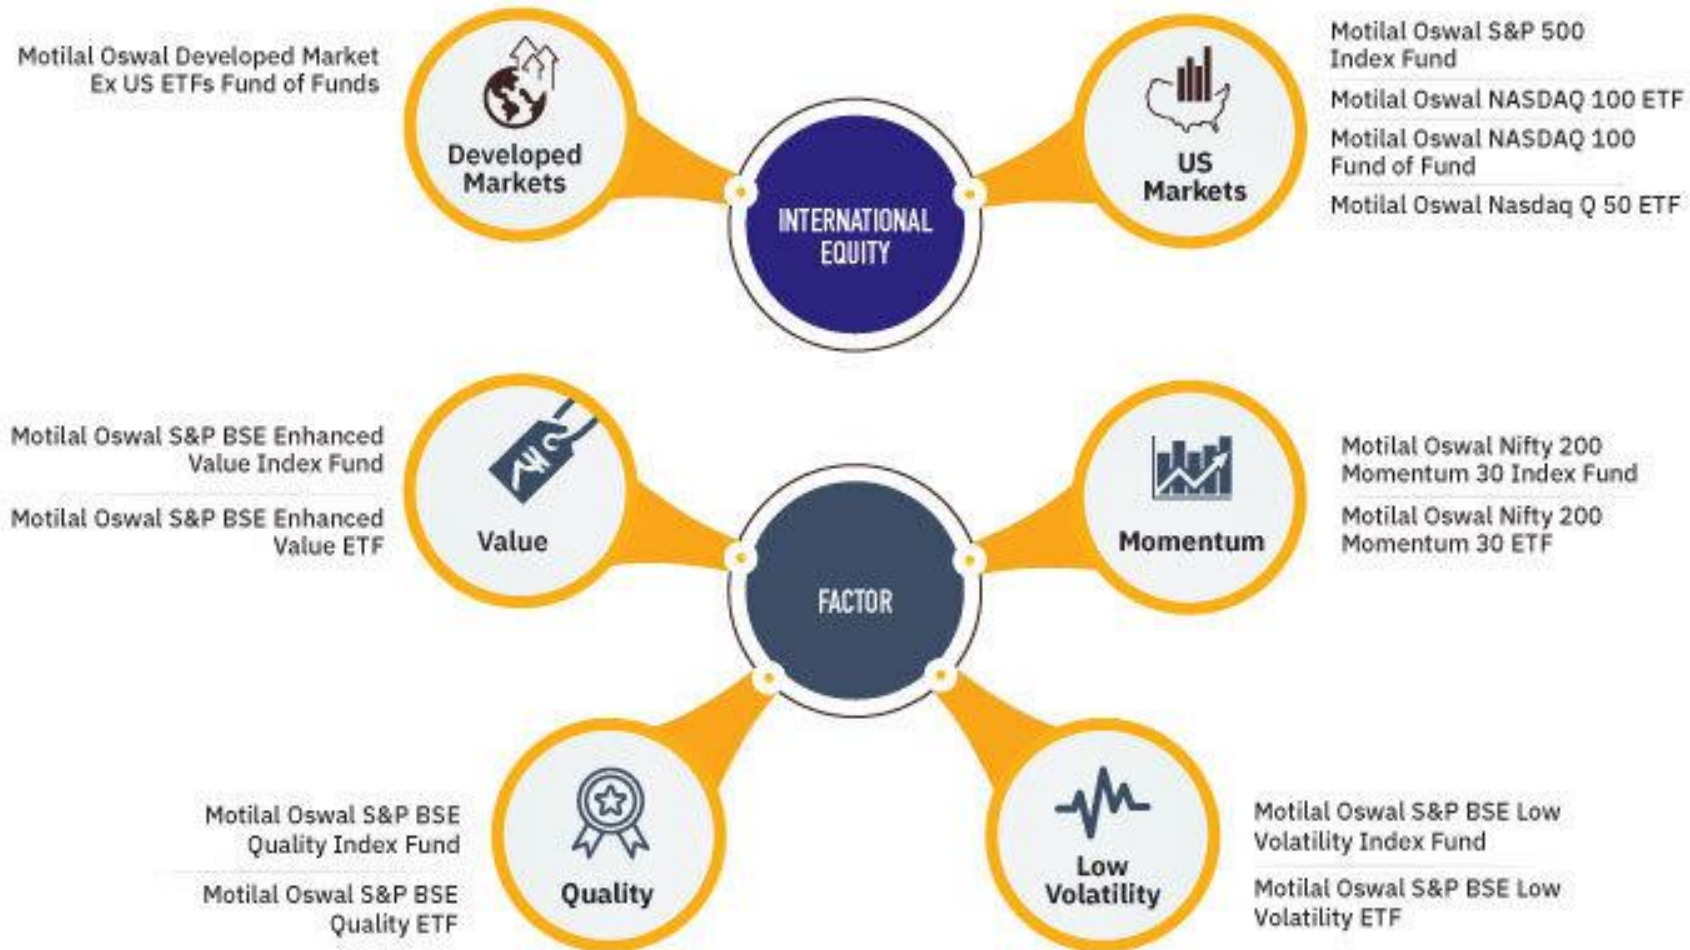 Motilal Oswal Developed Market
Ex US ETFs Fund of Funds
Developed
Markets
INTERNATIONAL
EQUITY
US
Markets
Motilal Oswal S&P 500
Index Fund
Motilal Oswal NASDAQ 100 ETF
Motilal Oswal NASDAQ 100
Fund of Fund
Motilal Oswal Nasdaq Q 50 ETF
Motilal Oswal S&P BSE Enhanced
Value Index Fund
Motilal Oswal S&P BSE Enhanced
Value ETF
Value
FACTOR
Momentum
Motilal Oswal Nifty 200
Momentum 30 Index Fund
Motilal Oswal Nifty 200
Momentum 30 ETF
Motilal Oswal S&P BSE
Quality Index Fund
Motilal Oswal S&P BSE
Quality ETF
Quality
Low
Volatility
Motilal Oswal S&P BSE Low
Volatility Index Fund
Motilal Oswal S&P BSE Low
Volatility ETF